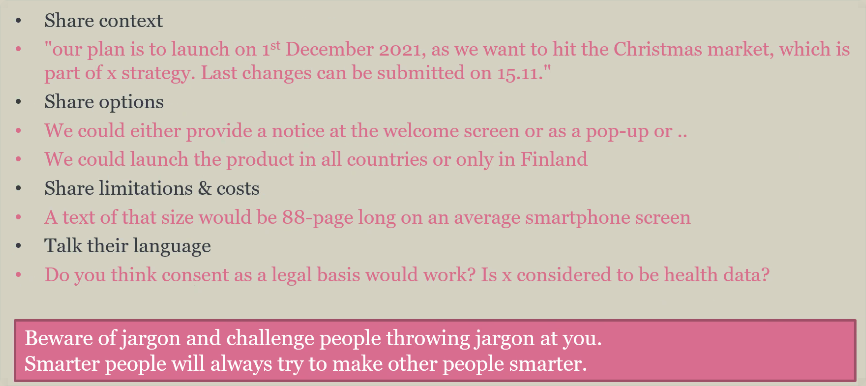 • Share context
• "our plan is to launch on 1st December 2021, as we want to hit the Christmas market, which is
part of x strategy. Last changes can be submitted on 15.11."
• Share options
• We could either provide a notice at the welcome screen or as a pop-up or ..
• We could launch the product in all countries or only in Finland
• Share limitations & costs
• A text of that size would be 88-page long on an average smartphone screen
• Talk their language
• Do you think consent as a legal basis would work? Is x considered to be health data?
Beware of jargon and challenge people throwing jargon at you.
Smarter people will always try to make other people smarter.